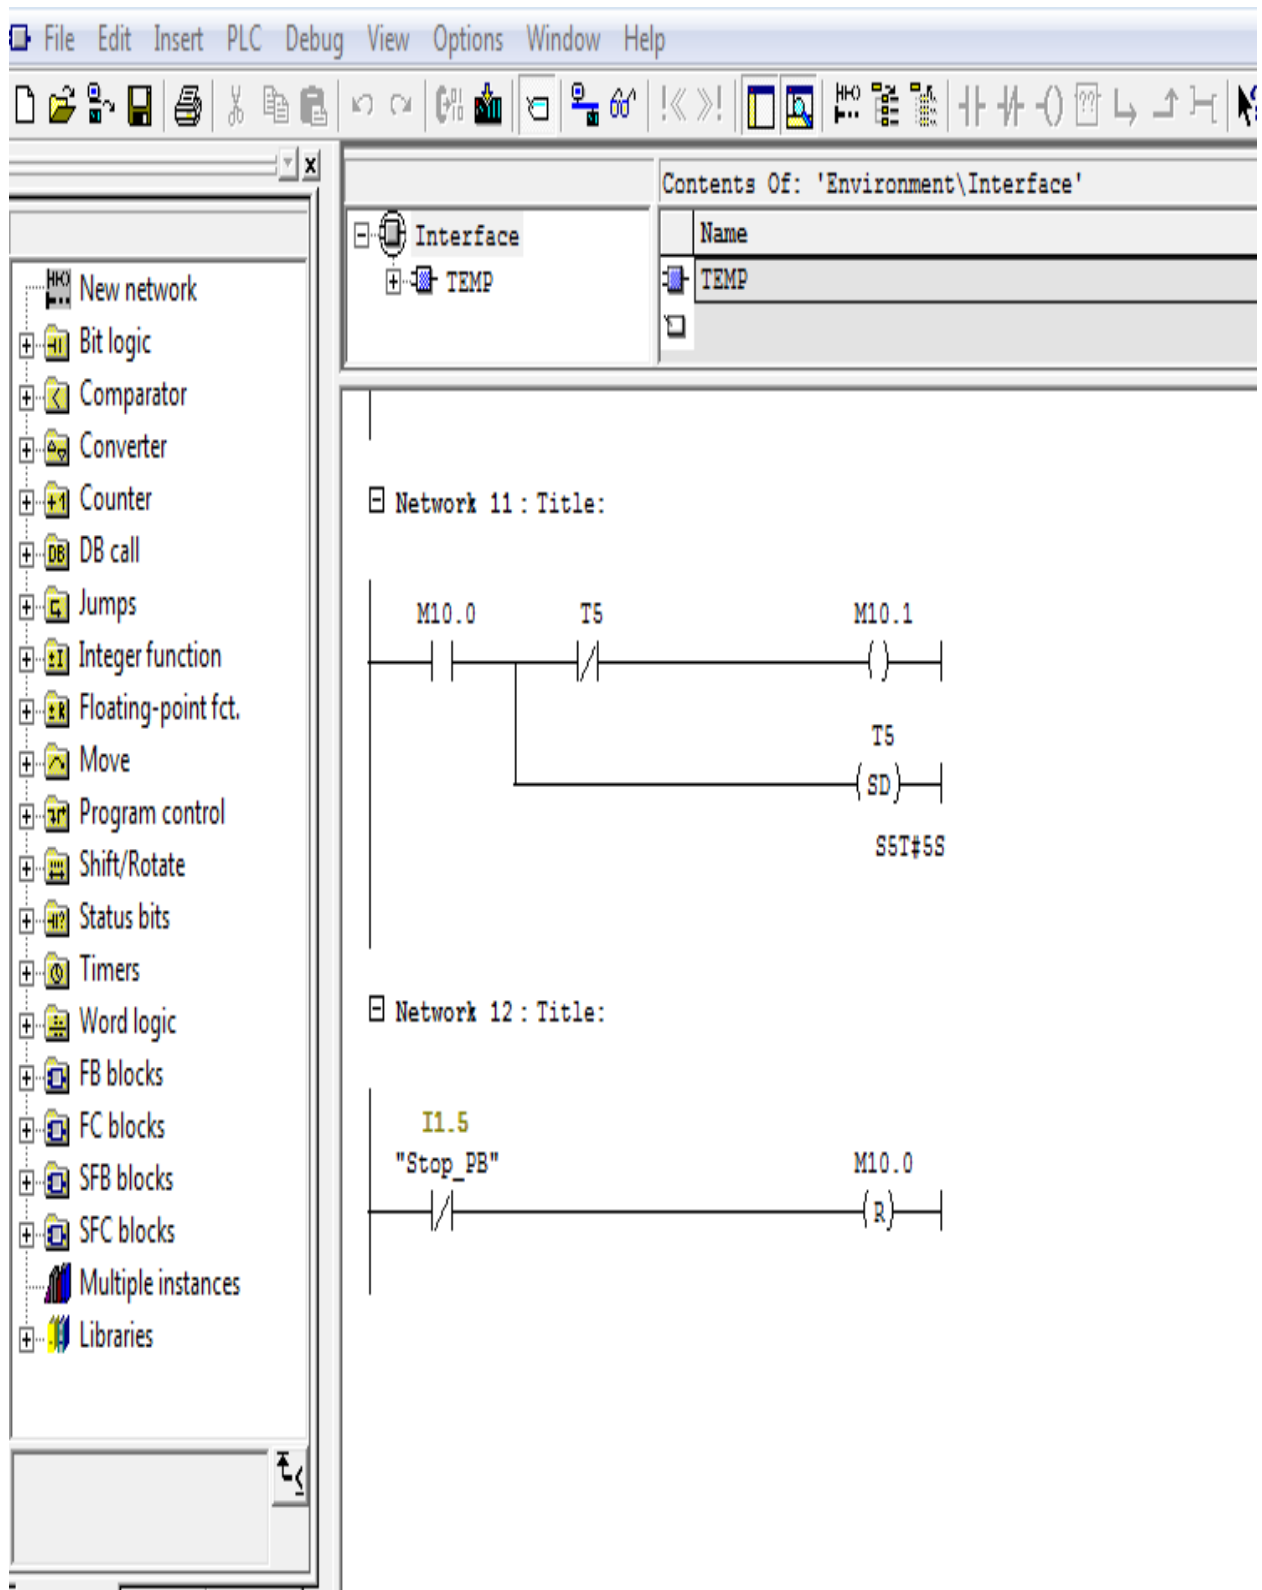 File Edit Insert PLC Debug View Options Window Help
New network
Bit logic
Comparator
Converter
Counter
DB call
Jumps
Integer function
Floating-point fct.
Move
Program control
Shift/Rotate
Status bits
Timers
Word logic
FB blocks
FC blocks
SFB blocks
SFC blocks
Multiple instances
Libraries
Contents Of: 'Environment\Interface'
Interface
TEMP
Name
TEMP
Network 11 : Title:
M10.0 T5 M10.1
T5
SD
S5T#5S
Network 12 : Title:
I1.5
"Stop_PB" M10.0
R